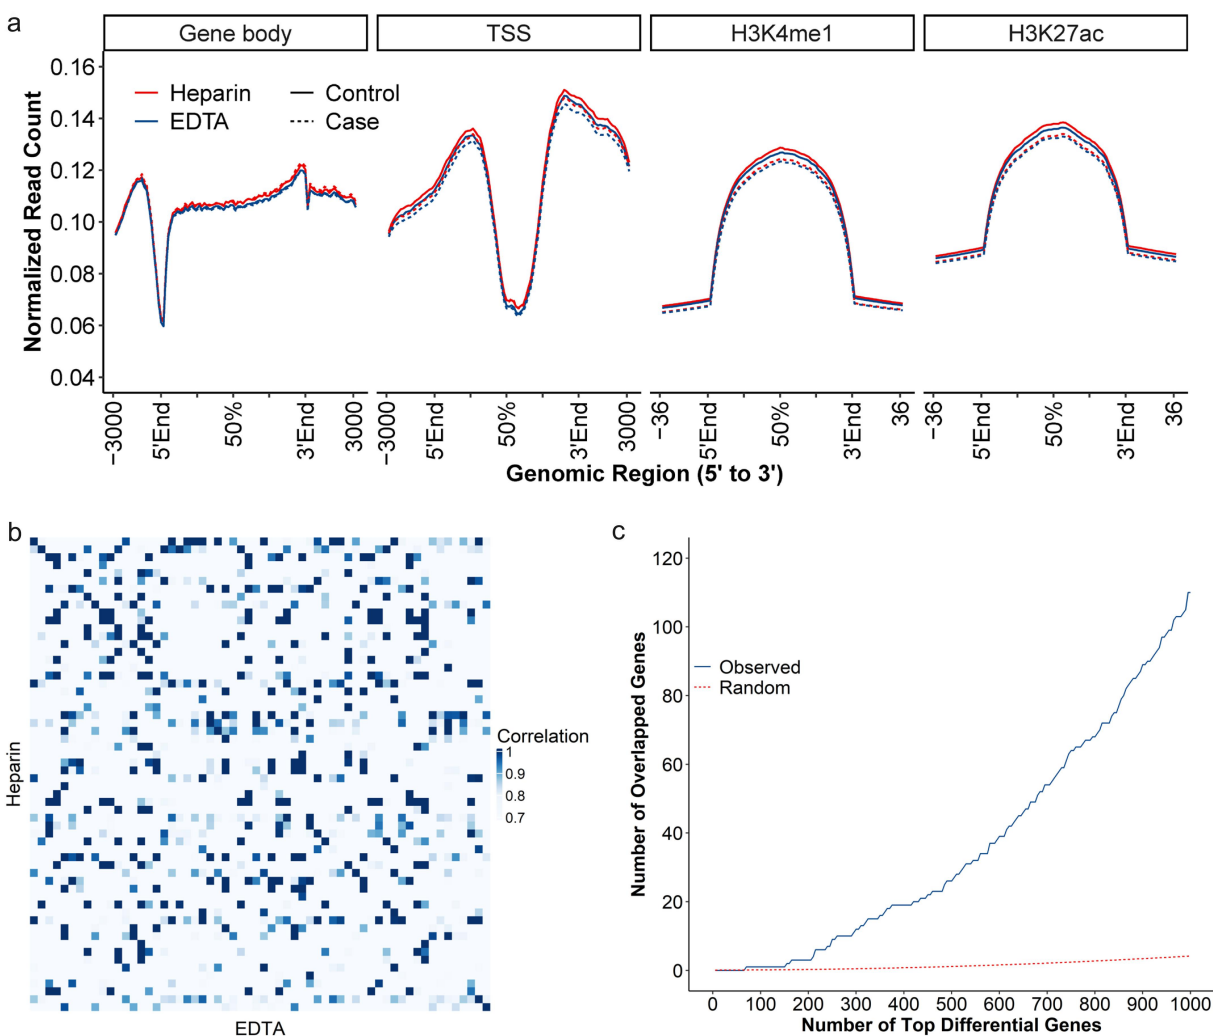 a
Gene body TSS H3K4me1 H3K27ac
Normalized Read Count
0.16
0.14
0.12
0.10
0.08
0.06
0.04
Heparin Control
EDTA Case
−3000 5'End 50% 3'End 3000 −3000 5'End 50% 3'End 3000 −36 5'End 50% 3'End 36 −36 5'End 50% 3'End 36
Genomic Region (5' to 3')
b
Heparin
EDTA
Correlation
1
0.9
0.8
0.7
c
Number of Overlapped Genes
120
100
80
60
40
20
0
Observed
Random
0 100 200 300 400 500 600 700 800 900 1000
Number of Top Differential Genes